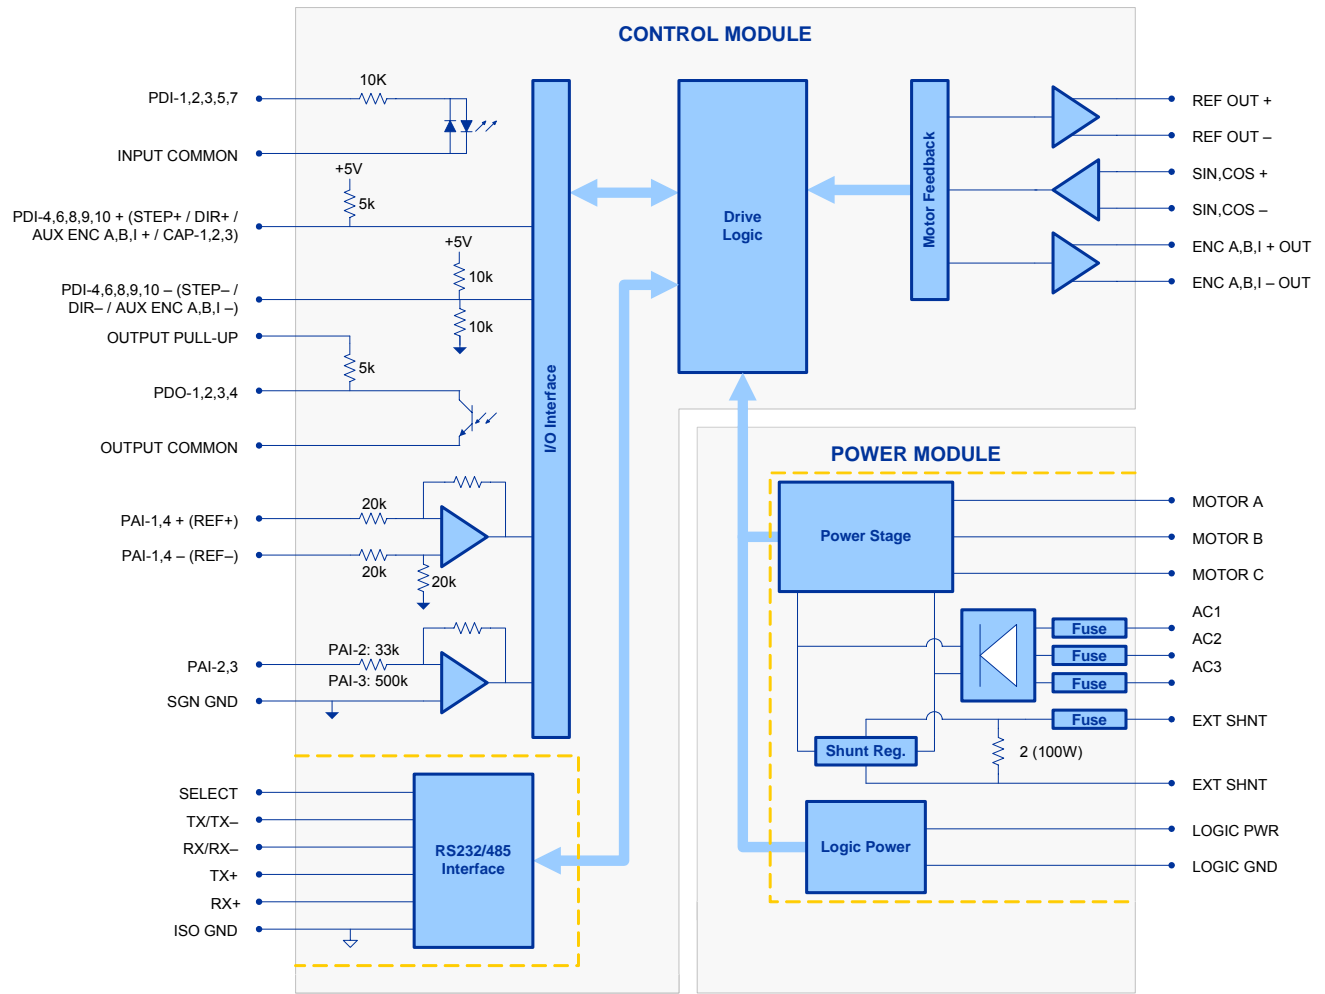 CONTROL MODULE
10K
PDI-1,2,3,5,7
INPUT COMMON
+5V
5k
PDI-4,6,8,9,10 + (STEP+ / DIR+ /
AUX ENC A,B,I + / CAP-1,2,3)
+5V
10k
PDI-4,6,8,9,10 – (STEP– /
DIR– / AUX ENC A,B,I –)
10k
OUTPUT PULL-UP
5k
PDO-1,2,3,4
OUTPUT COMMON
20k
PAI-1,4 + (REF+)
PAI-1,4 – (REF–)
20k
20k
PAI-2: 33k
PAI-2,3
PAI-3: 500k
SGN GND
I/O Interface
SELECT
TX/TX–
RX/RX–
TX+
RX+
ISO GND
RS232/485
Interface
Drive
Logic
Motor Feedback
REF OUT +
REF OUT –
SIN,COS +
SIN,COS –
ENC A,B,I + OUT
ENC A,B,I – OUT
POWER MODULE
Power Stage
MOTOR A
MOTOR B
MOTOR C
AC1
Fuse
AC2
Fuse
AC3
Fuse
Fuse
EXT SHNT
Shunt Reg.
2 (100W)
EXT SHNT
Logic Power
LOGIC PWR
LOGIC GND